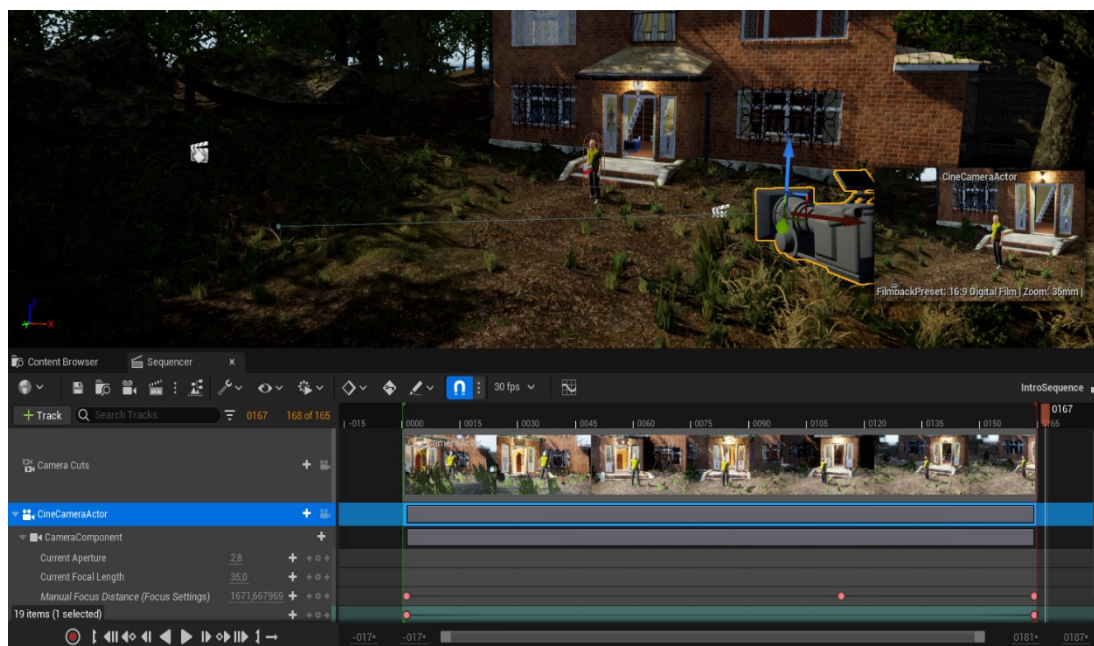 CineCameraActor
FilmbackPreset: 16:9 Digital Film | Zoom: 35mm |
X
Content Browser
Sequencer
30 fps
IntroSequence
+ Track
Search Tracks
0167
168 of 165
-015
0000
0015
0030
0045
0060
0075
0090
0105
0120
0135
0150
0167
Camera Cuts
CameraActor
CineCameraActor
CameraComponent
Current Aperture
2,8
Current Focal Length
35,0
Manual Focus Distance (Focus Settings)
1671,667969
19 items (1 selected)
-017+
-017+
0181+
0187+